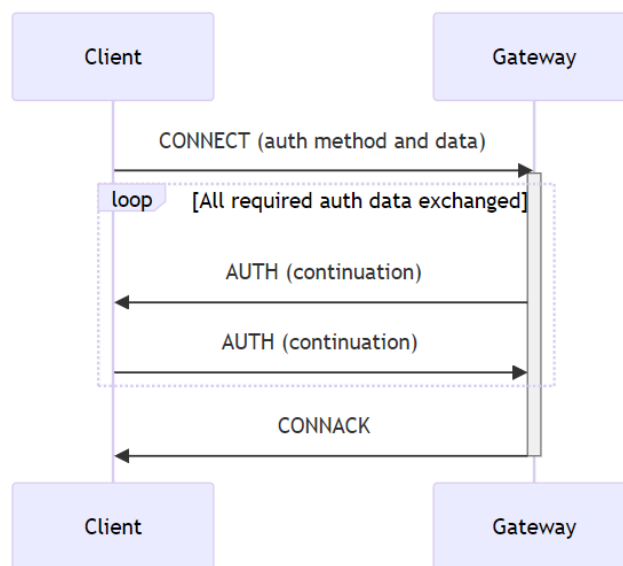 Client Gateway
CONNECT (auth method and data)
loop [All required auth data exchanged]
AUTH (continuation)
AUTH (continuation)
CONNACK
Client Gateway